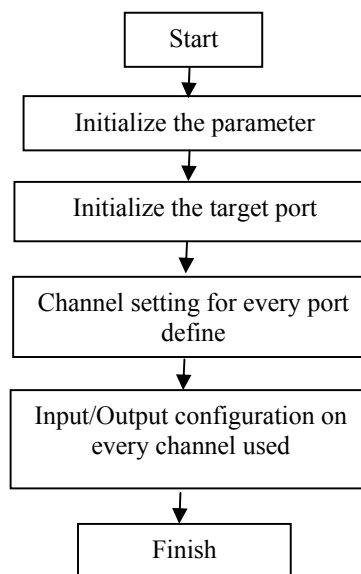 Start
Initialize the parameter
Initialize the target port
Channel setting for every port
define
Input/Output configuration on
every channel used
Finish